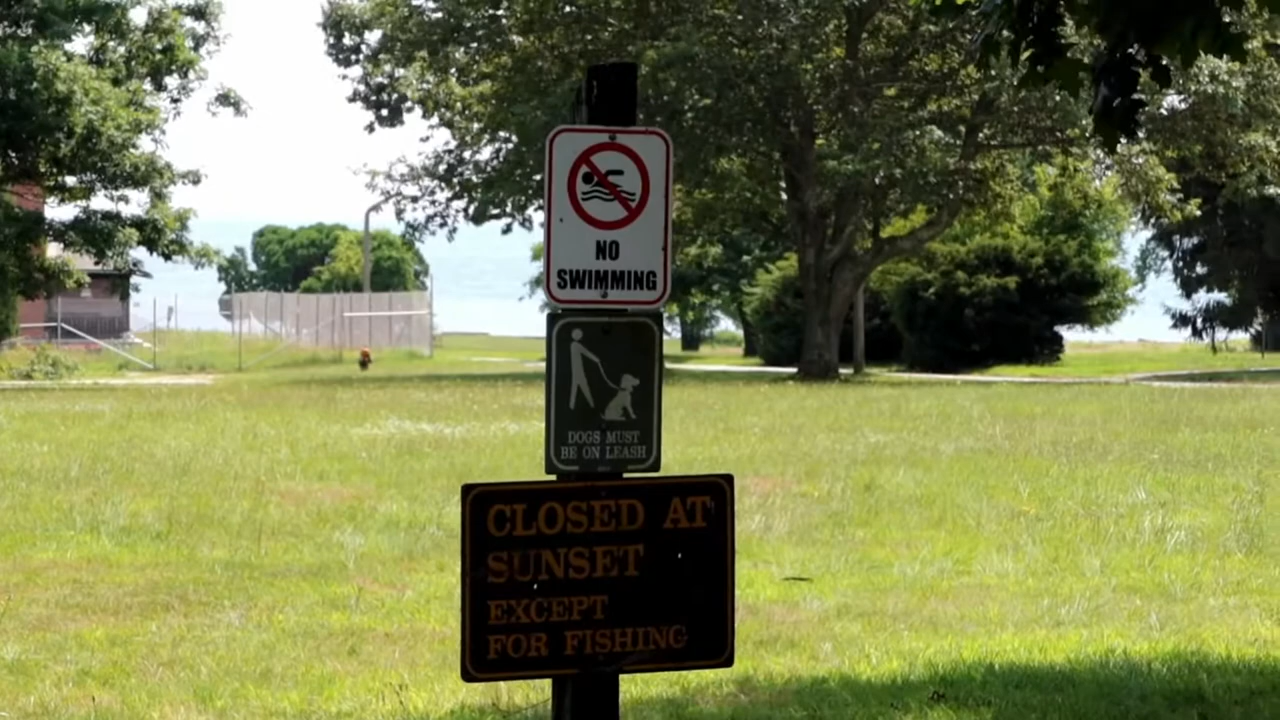 NO
SWIMMING
DOGS MUST
BE ON LEASH
CLOSED AT
SUNSET
EXCEPT
FOR FISHING